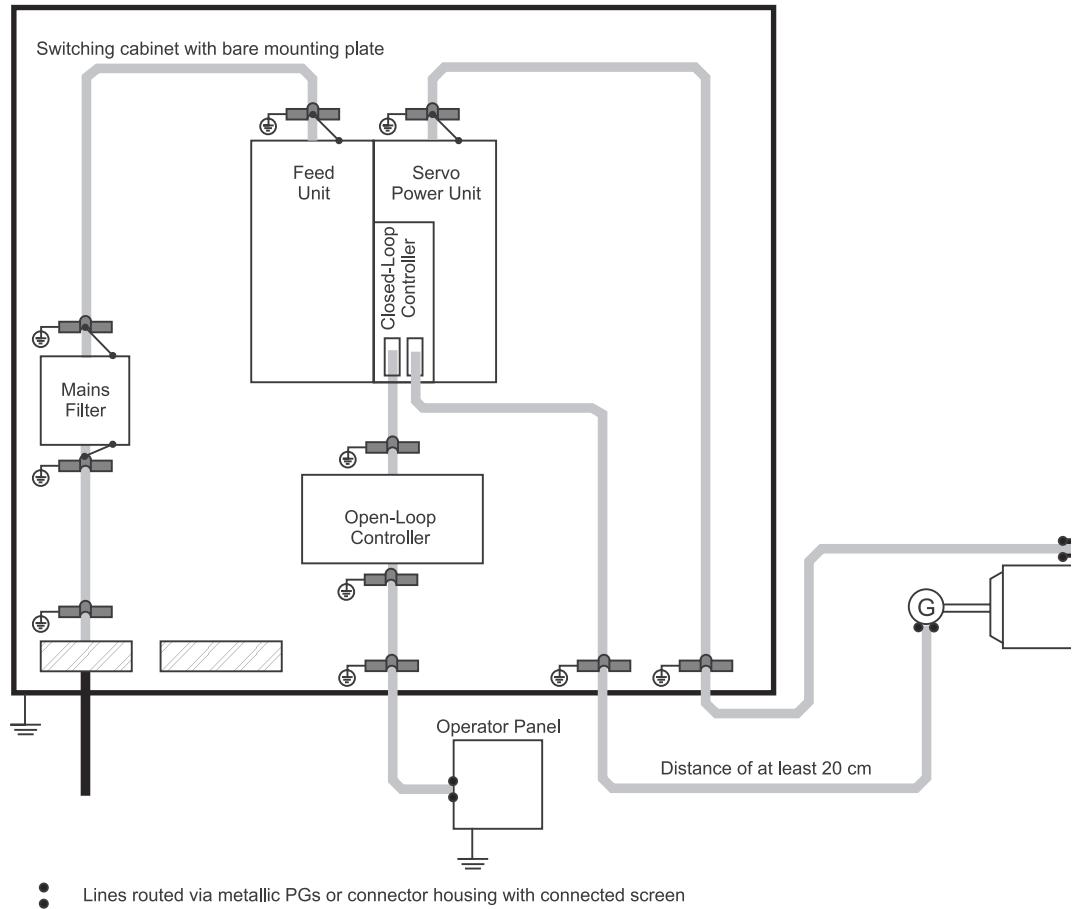 Switching cabinet with bare mounting plate
Feed
Unit
Servo
Power Unit
Closed-Loop
Controller
Mains
Filter
Open-Loop
Controller
G
Operator Panel
Distance of at least 20 cm
Lines routed via metallic PGs or connector housing with connected screen